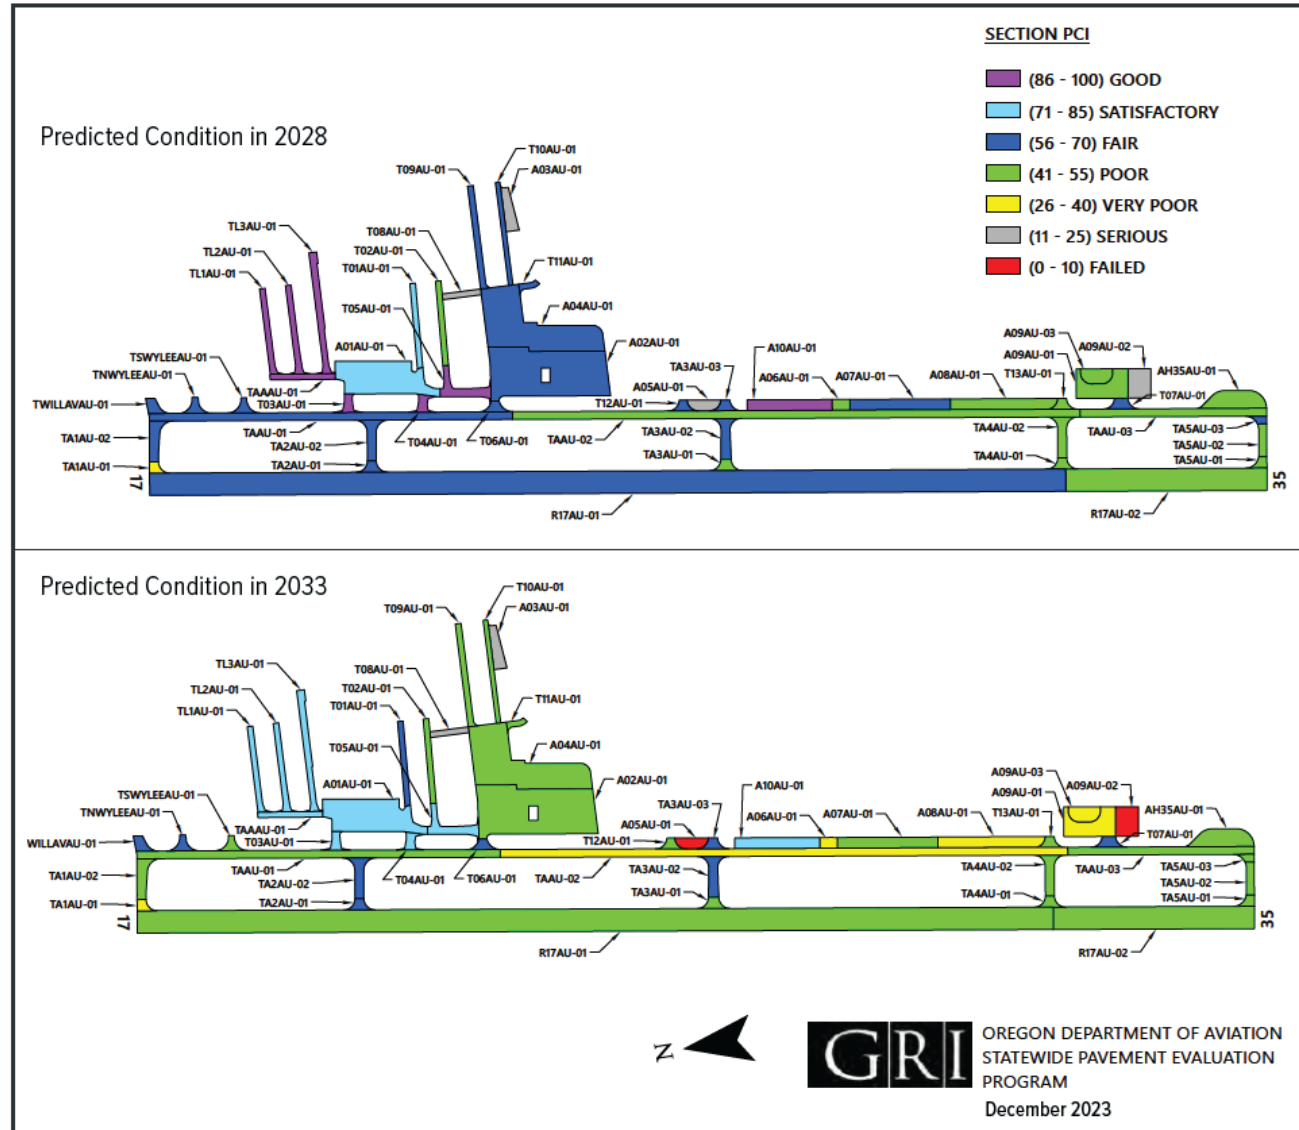 SECTION PCI
(86 - 100) GOOD
(71 - 85) SATISFACTORY
(56 - 70) FAIR
(41 - 55) POOR
(26 - 40) VERY POOR
(11 - 25) SERIOUS
(0 - 10) FAILED
Predicted Condition in 2028
T10AU-01
T09AU-01
A03AU-01
TL3AU-01
T08AU-01
TL2AU-01
T02AU-01
T11AU-01
TL1AU-01
T01AU-01
T05AU-01
A04AU-01
A09AU-03
A01AU-01
A02AU-01
TA3AU-03
A10AU-01
A09AU-01
A09AU-02
TSWYLEEAU-01
TNWYLEEAU-01
TAAAU-01
A05AU-01
A06AU-01
A07AU-01
A08AU-01
T13AU-01
AH35AU-01
TWILLAVAU-01
T03AU-01
T12AU-01
T07AU-01
TA1AU-02
TAAU-01
T04AU-01
T06AU-01
TAAU-02
TA3AU-02
TA4AU-02
TAAU-03
TA5AU-03
TA2AU-02
TA5AU-02
TA1AU-01
TA2AU-01
TA3AU-01
TA4AU-01
TA5AU-01
17
35
R17AU-01
R17AU-02
Predicted Condition in 2033
T10AU-01
T09AU-01
A03AU-01
TL3AU-01
T08AU-01
TL2AU-01
T02AU-01
T11AU-01
TL1AU-01
T01AU-01
T05AU-01
A04AU-01
A09AU-03
A01AU-01
A02AU-01
TA3AU-03
A10AU-01
A09AU-01
A09AU-02
TSWYLEEAU-01
TNWYLEEAU-01
TAAAU-01
A05AU-01
A06AU-01
A07AU-01
A08AU-01
T13AU-01
AH35AU-01
WILLAVAU-01
T03AU-01
T12AU-01
T07AU-01
TA1AU-02
TAAU-01
T04AU-01
T06AU-01
TAAU-02
TA3AU-02
TA4AU-02
TAAU-03
TA5AU-03
TA2AU-02
TA5AU-02
TA1AU-01
TA2AU-01
TA3AU-01
TA4AU-01
TA5AU-01
17
35
R17AU-01
R17AU-02
N
GRI
OREGON DEPARTMENT OF AVIATION
STATEWIDE PAVEMENT EVALUATION
PROGRAM
December 2023